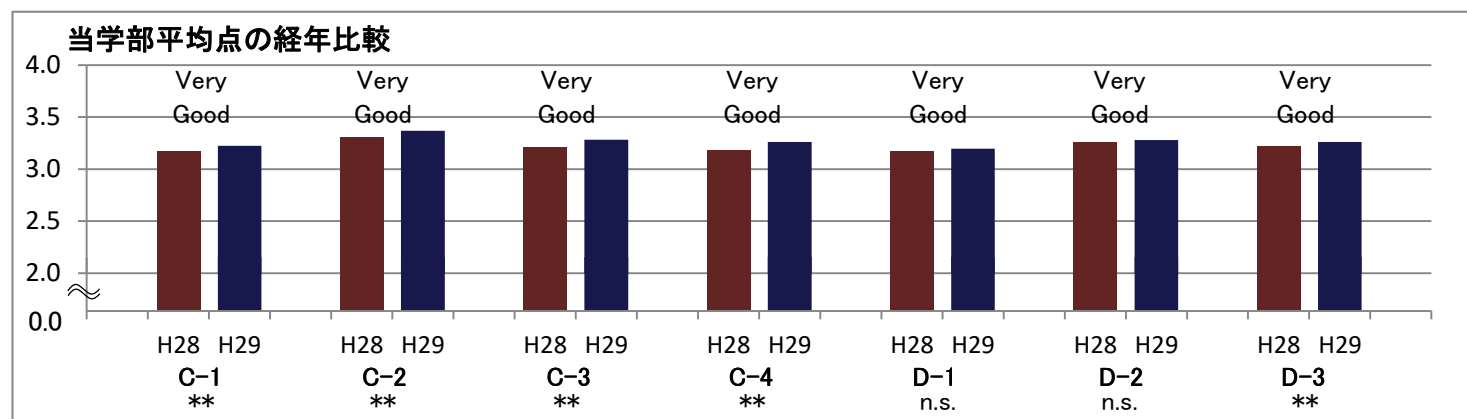 当学部平均点の経年比較
4.0
3.5
3.0
2.5
2.0
0.0
Very Good
Very Good
Very Good
Very Good
Very Good
Very Good
Very Good
H28 H29 H28 H29 H28 H29 H28 H29 H28 H29 H28 H29 H28 H29
C-1 C-2 C-3 C-4 D-1 D-2 D-3
** ** ** ** n.s. n.s. **